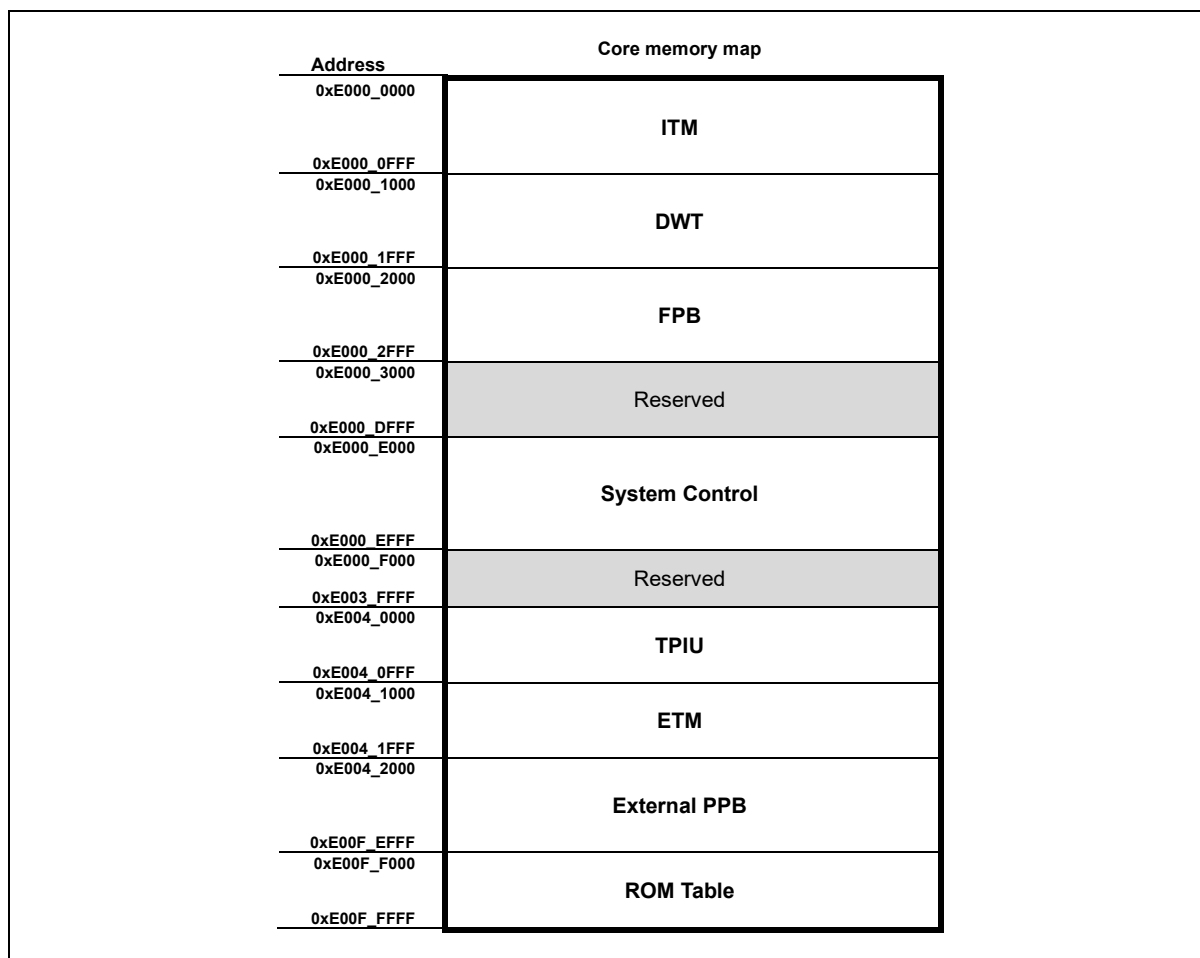 Core memory map
Address
0xE000_0000
ITM
0xE000_0FFF
0xE000_1000
DWT
0xE000_1FFF
0xE000_2000
FPB
0xE000_2FFF
0xE000_3000
Reserved
0xE000_DFFF
0xE000_E000
System Control
0xE000_EFFF
0xE000_F000
Reserved
0xE003_FFFF
0xE004_0000
TPIU
0xE004_0FFF
0xE004_1000
ETM
0xE004_1FFF
0xE004_2000
External PPB
0xE00F_EFFF
0xE00F_F000
ROM Table
0xE00F_FFFF